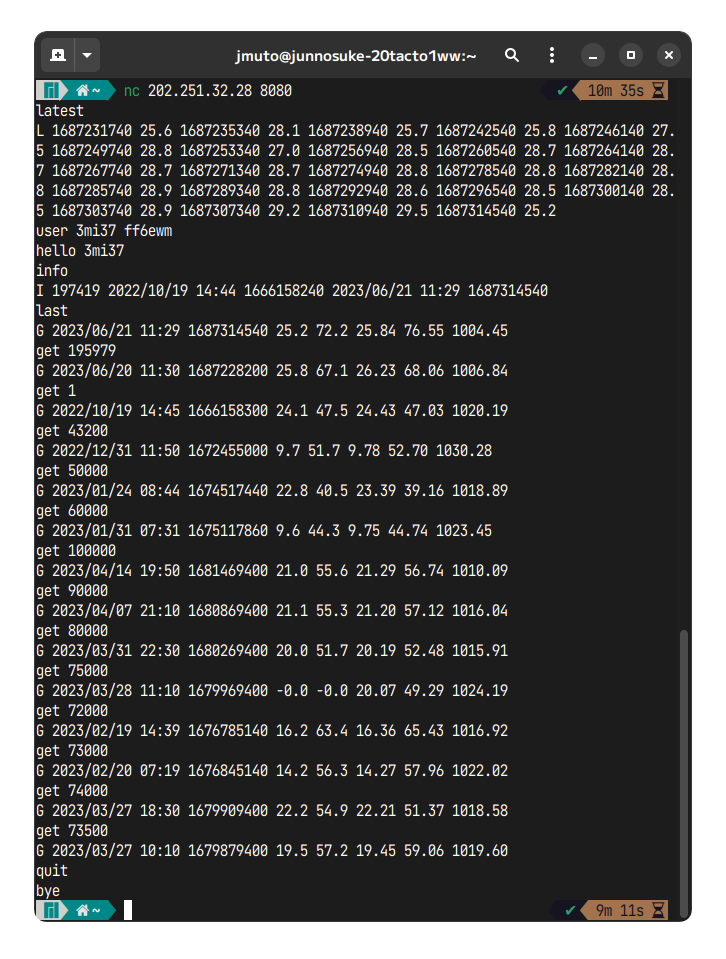 jmuto@junnosuke-20tacto1ww:~
~ nc 202.251.32.28 8080 ✔ 10m 35s
latest
L 1687231740 25.6 1687235340 28.1 1687238940 25.7 1687242540 25.8 1687246140 27.
5 1687249740 28.8 1687253340 27.0 1687256940 28.5 1687260540 28.7 1687264140 28.
7 1687267740 28.7 1687271340 28.7 1687274940 28.8 1687278540 28.8 1687282140 28.
8 1687285740 28.9 1687289340 28.8 1687292940 28.6 1687296540 28.5 1687300140 28.
5 1687303740 28.9 1687307340 29.2 1687310940 29.5 1687314540 25.2
user 3mi37 ff6ewm
hello 3mi37
info
I 197419 2022/10/19 14:44 1666158240 2023/06/21 11:29 1687314540
last
G 2023/06/21 11:29 1687314540 25.2 72.2 25.84 76.55 1004.45
get 195979
G 2023/06/20 11:30 1687228200 25.8 67.1 26.23 68.06 1006.84
get 1
G 2022/10/19 14:45 1666158300 24.1 47.5 24.43 47.03 1020.19
get 43200
G 2022/12/31 11:50 1672455000 9.7 51.7 9.78 52.70 1030.28
get 50000
G 2023/01/24 08:44 1674517440 22.8 40.5 23.39 39.16 1018.89
get 60000
G 2023/01/31 07:31 1675117860 9.6 44.3 9.75 44.74 1023.45
get 100000
G 2023/04/14 19:50 1681469400 21.0 55.6 21.29 56.74 1010.09
get 90000
G 2023/04/07 21:10 1680869400 21.1 55.3 21.20 57.12 1016.04
get 80000
G 2023/03/31 22:30 1680269400 20.0 51.7 20.19 52.48 1015.91
get 75000
G 2023/03/28 11:10 1679969400 -0.0 -0.0 20.07 49.29 1024.19
get 72000
G 2023/02/19 14:39 1676785140 16.2 63.4 16.36 65.43 1016.92
get 73000
G 2023/02/20 07:19 1676845140 14.2 56.3 14.27 57.96 1022.02
get 74000
G 2023/03/27 18:30 1679909400 22.2 54.9 22.21 51.37 1018.58
get 73500
G 2023/03/27 10:10 1679879400 19.5 57.2 19.45 59.06 1019.60
quit
bye
~ ✔ 9m 11s